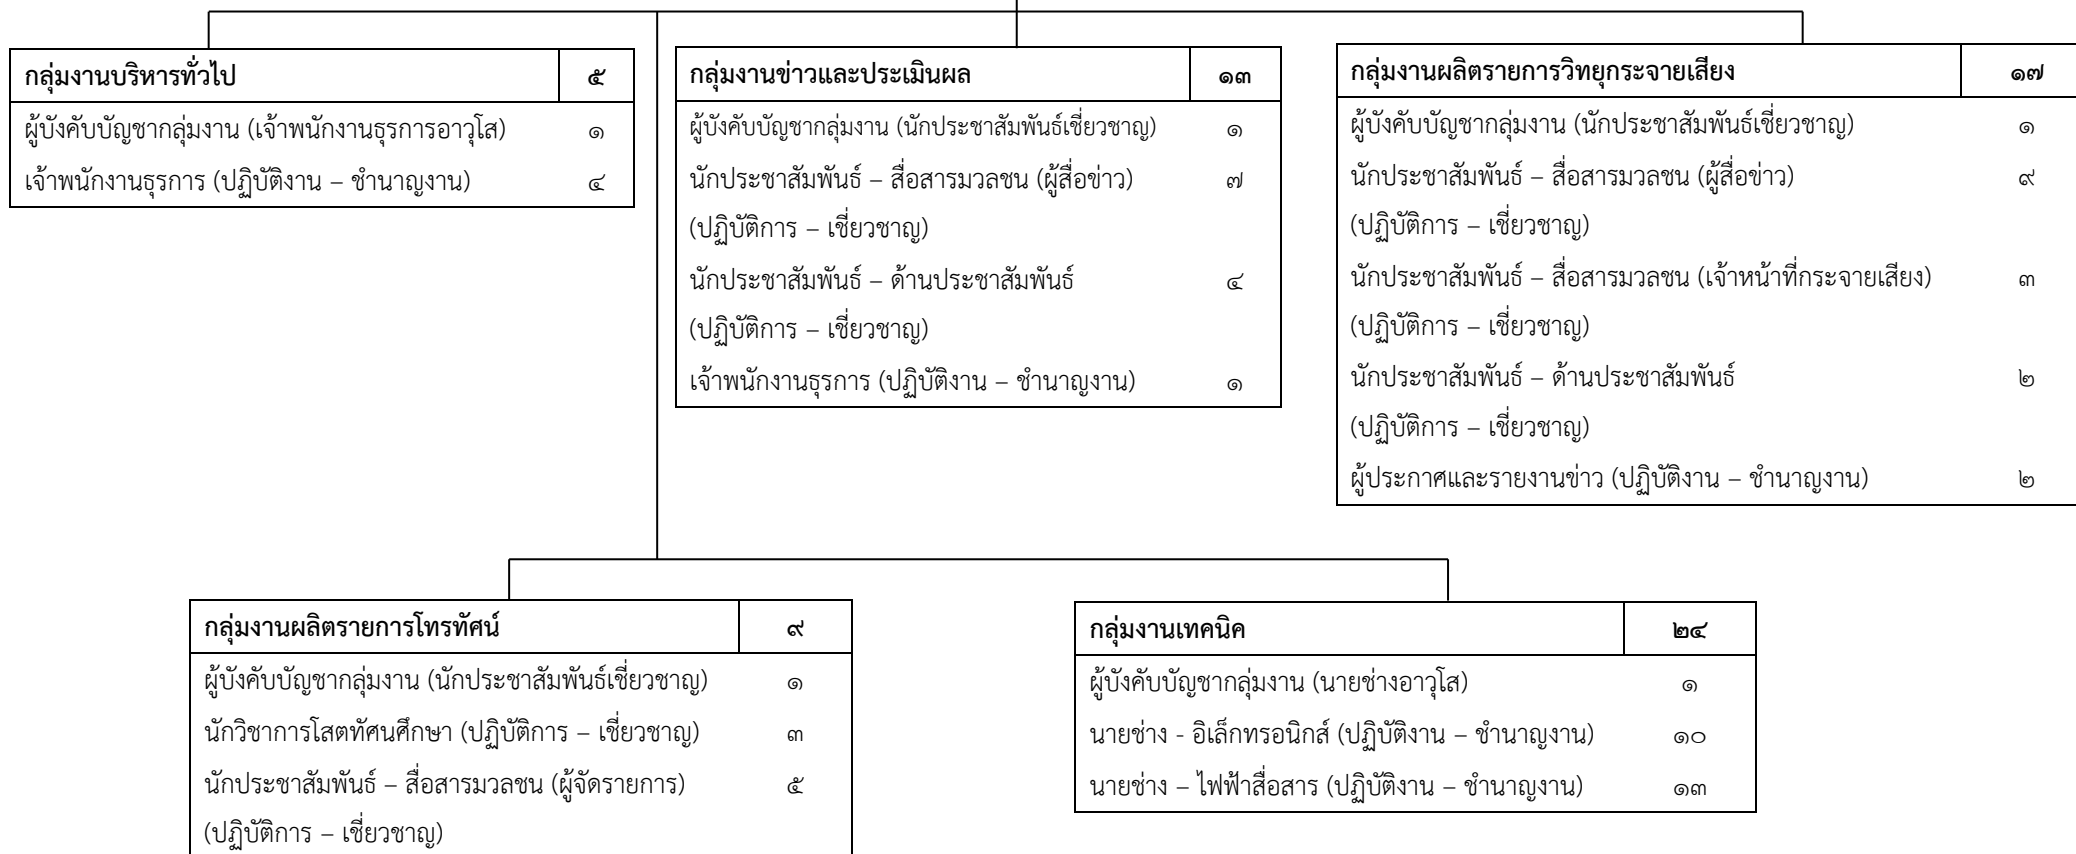 กลุ่มงานบริหารทั่วไป ๕
ผู้บังคับบัญชากลุ่มงาน (เจ้าพนักงานธุรการอาวุโส) ๑
เจ้าพนักงานธุรการ (ปฏิบัติงาน – ชำนาญงาน) ๔
กลุ่มงานข่าวและประเมินผล ๑๓
ผู้บังคับบัญชากลุ่มงาน (นักประชาสัมพันธ์เชี่ยวชาญ) ๑
นักประชาสัมพันธ์ – สื่อสารมวลชน (ผู้สื่อข่าว) ๗
(ปฏิบัติการ – เชี่ยวชาญ)
นักประชาสัมพันธ์ – ด้านประชาสัมพันธ์ ๔
(ปฏิบัติการ – เชี่ยวชาญ)
เจ้าพนักงานธุรการ (ปฏิบัติงาน – ชำนาญงาน) ๑
กลุ่มงานผลิตรายการวิทยุกระจายเสียง ๑๗
ผู้บังคับบัญชากลุ่มงาน (นักประชาสัมพันธ์เชี่ยวชาญ) ๑
นักประชาสัมพันธ์ – สื่อสารมวลชน (ผู้สื่อข่าว) ๙
(ปฏิบัติการ – เชี่ยวชาญ)
นักประชาสัมพันธ์ – สื่อสารมวลชน (เจ้าหน้าที่กระจายเสียง) ๓
(ปฏิบัติการ – เชี่ยวชาญ)
นักประชาสัมพันธ์ – ด้านประชาสัมพันธ์ ๒
(ปฏิบัติการ – เชี่ยวชาญ)
ผู้ประกาศและรายงานข่าว (ปฏิบัติงาน – ชำนาญงาน) ๒
กลุ่มงานผลิตรายการโทรทัศน์ ๙
ผู้บังคับบัญชากลุ่มงาน (นักประชาสัมพันธ์เชี่ยวชาญ) ๑
นักวิชาการโสตทัศนศึกษา (ปฏิบัติการ – เชี่ยวชาญ) ๓
นักประชาสัมพันธ์ – สื่อสารมวลชน (ผู้จัดรายการ) ๕
(ปฏิบัติการ – เชี่ยวชาญ)
กลุ่มงานเทคนิค ๒๔
ผู้บังคับบัญชากลุ่มงาน (นายช่างอาวุโส) ๑
นายช่าง - อิเล็กทรอนิกส์ (ปฏิบัติงาน – ชำนาญงาน) ๑๐
นายช่าง – ไฟฟ้าสื่อสาร (ปฏิบัติงาน – ชำนาญงาน) ๑๓